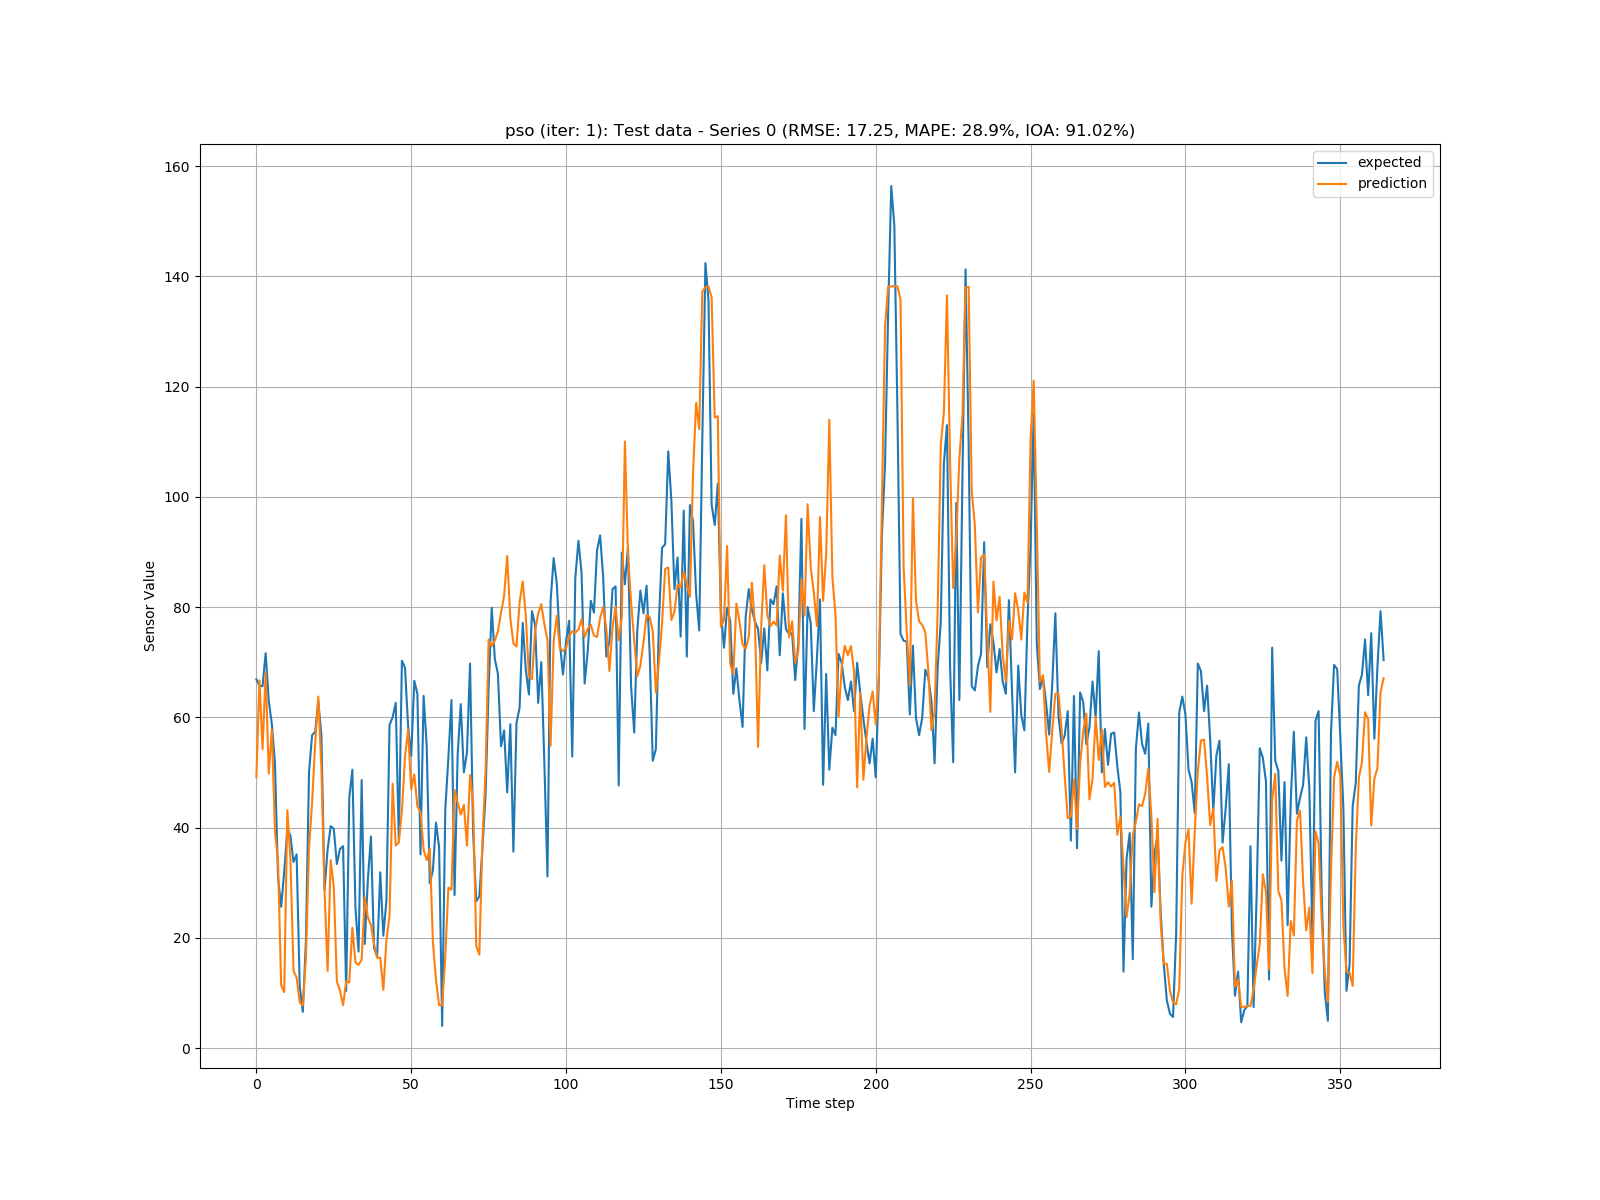 pso (iter: 1): Test data - Series 0 (RMSE: 17.25, MAPE: 28.9%, IOA: 91.02%)
expected
prediction
160
140
120
100
80
60
40
20
0
Sensor Value
0 50 100 150 200 250 300 350
Time step